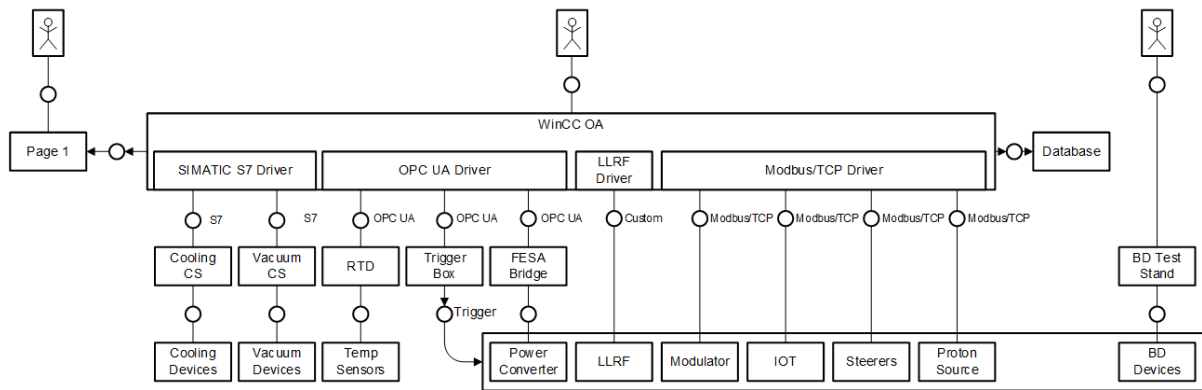 WinCC OA
Page 1
Database
SIMATIC S7 Driver
OPC UA Driver
LLRF
Driver
Modbus/TCP Driver
S7
S7
OPC UA
OPC UA
OPC UA
Custom
Modbus/TCP
Modbus/TCP
Modbus/TCP
Modbus/TCP
Cooling
CS
Vacuum
CS
RTD
Trigger
Box
FESA
Bridge
BD Test
Stand
Trigger
Cooling
Devices
Vacuum
Devices
Temp
Sensors
Power
Converter
LLRF
Modulator
IOT
Steerers
Proton
Source
BD
Devices